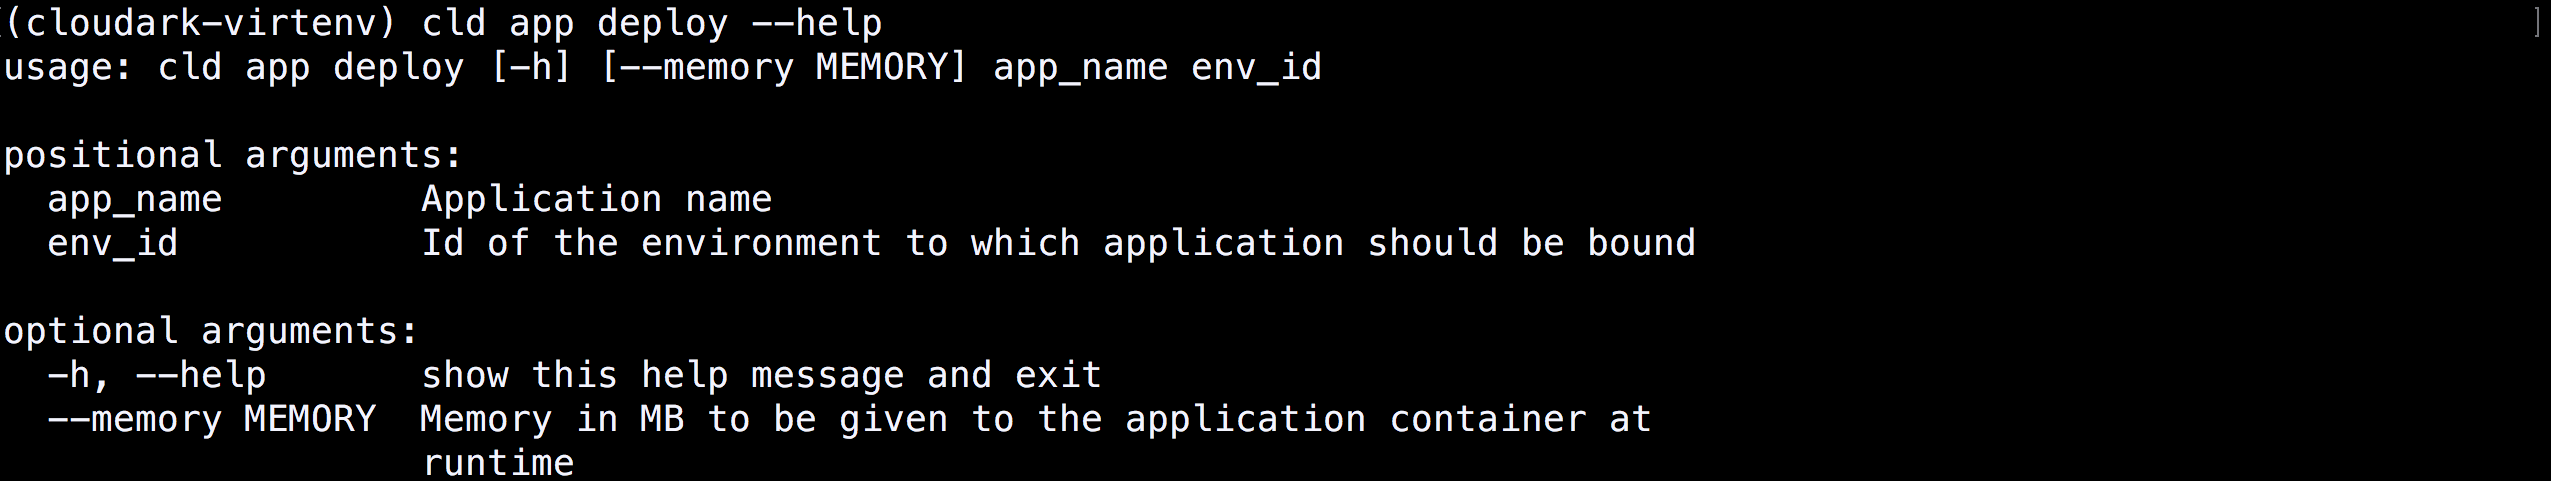 (cloudark-virtenv) cld app deploy --help
usage: cld app deploy [-h] [--memory MEMORY] app_name env_id
positional arguments:
  app_name         Application name
  env_id           Id of the environment to which application should be bound
optional arguments:
  -h, --help       show this help message and exit
  --memory MEMORY  Memory in MB to be given to the application container at
                   runtime